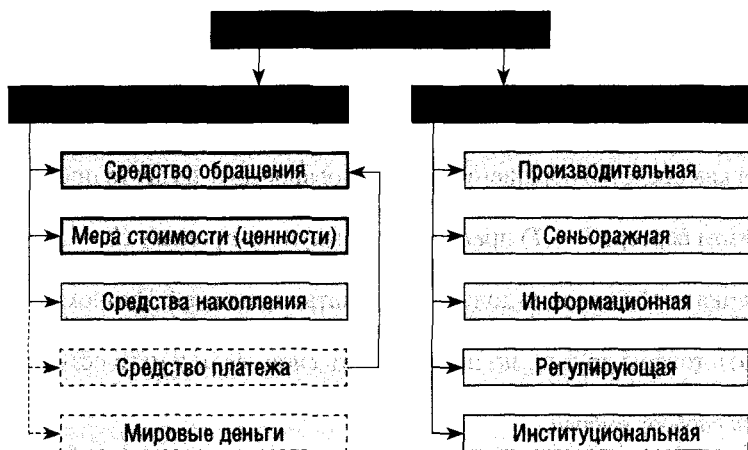 Средство обращения
Мера стоимости (ценности)
Средства накопления
Средство платежа
Мировые деньги
Производительная
Сеньоражная
Информационная
Регулирующая
Институциональная